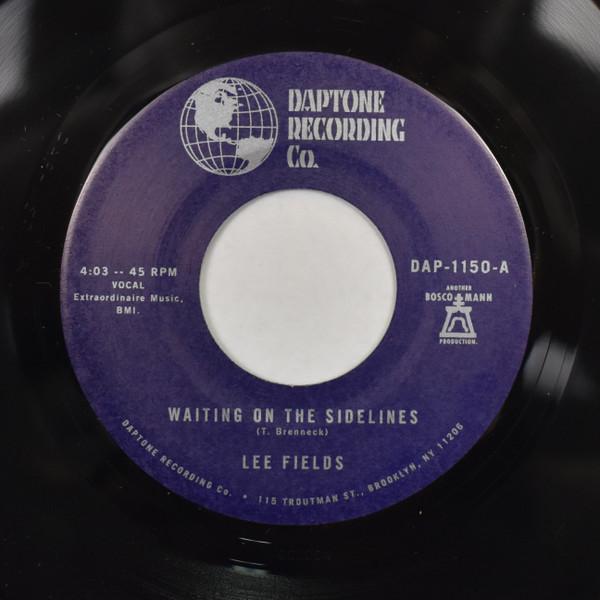 DAPTONE
RECORDING
Co.
4:03 -- 45 RPM
VOCAL
Extraordinaire Music,
BMI.
DAP-1150-A
ANOTHER
BOSCO MANN
PRODUCTION.
WAITING ON THE SIDELINES
(T. Brenneck)
LEE FIELDS
DAPTONE RECORDING Co. • 115 TROUTMAN ST., BROOKLYN, NY 11206